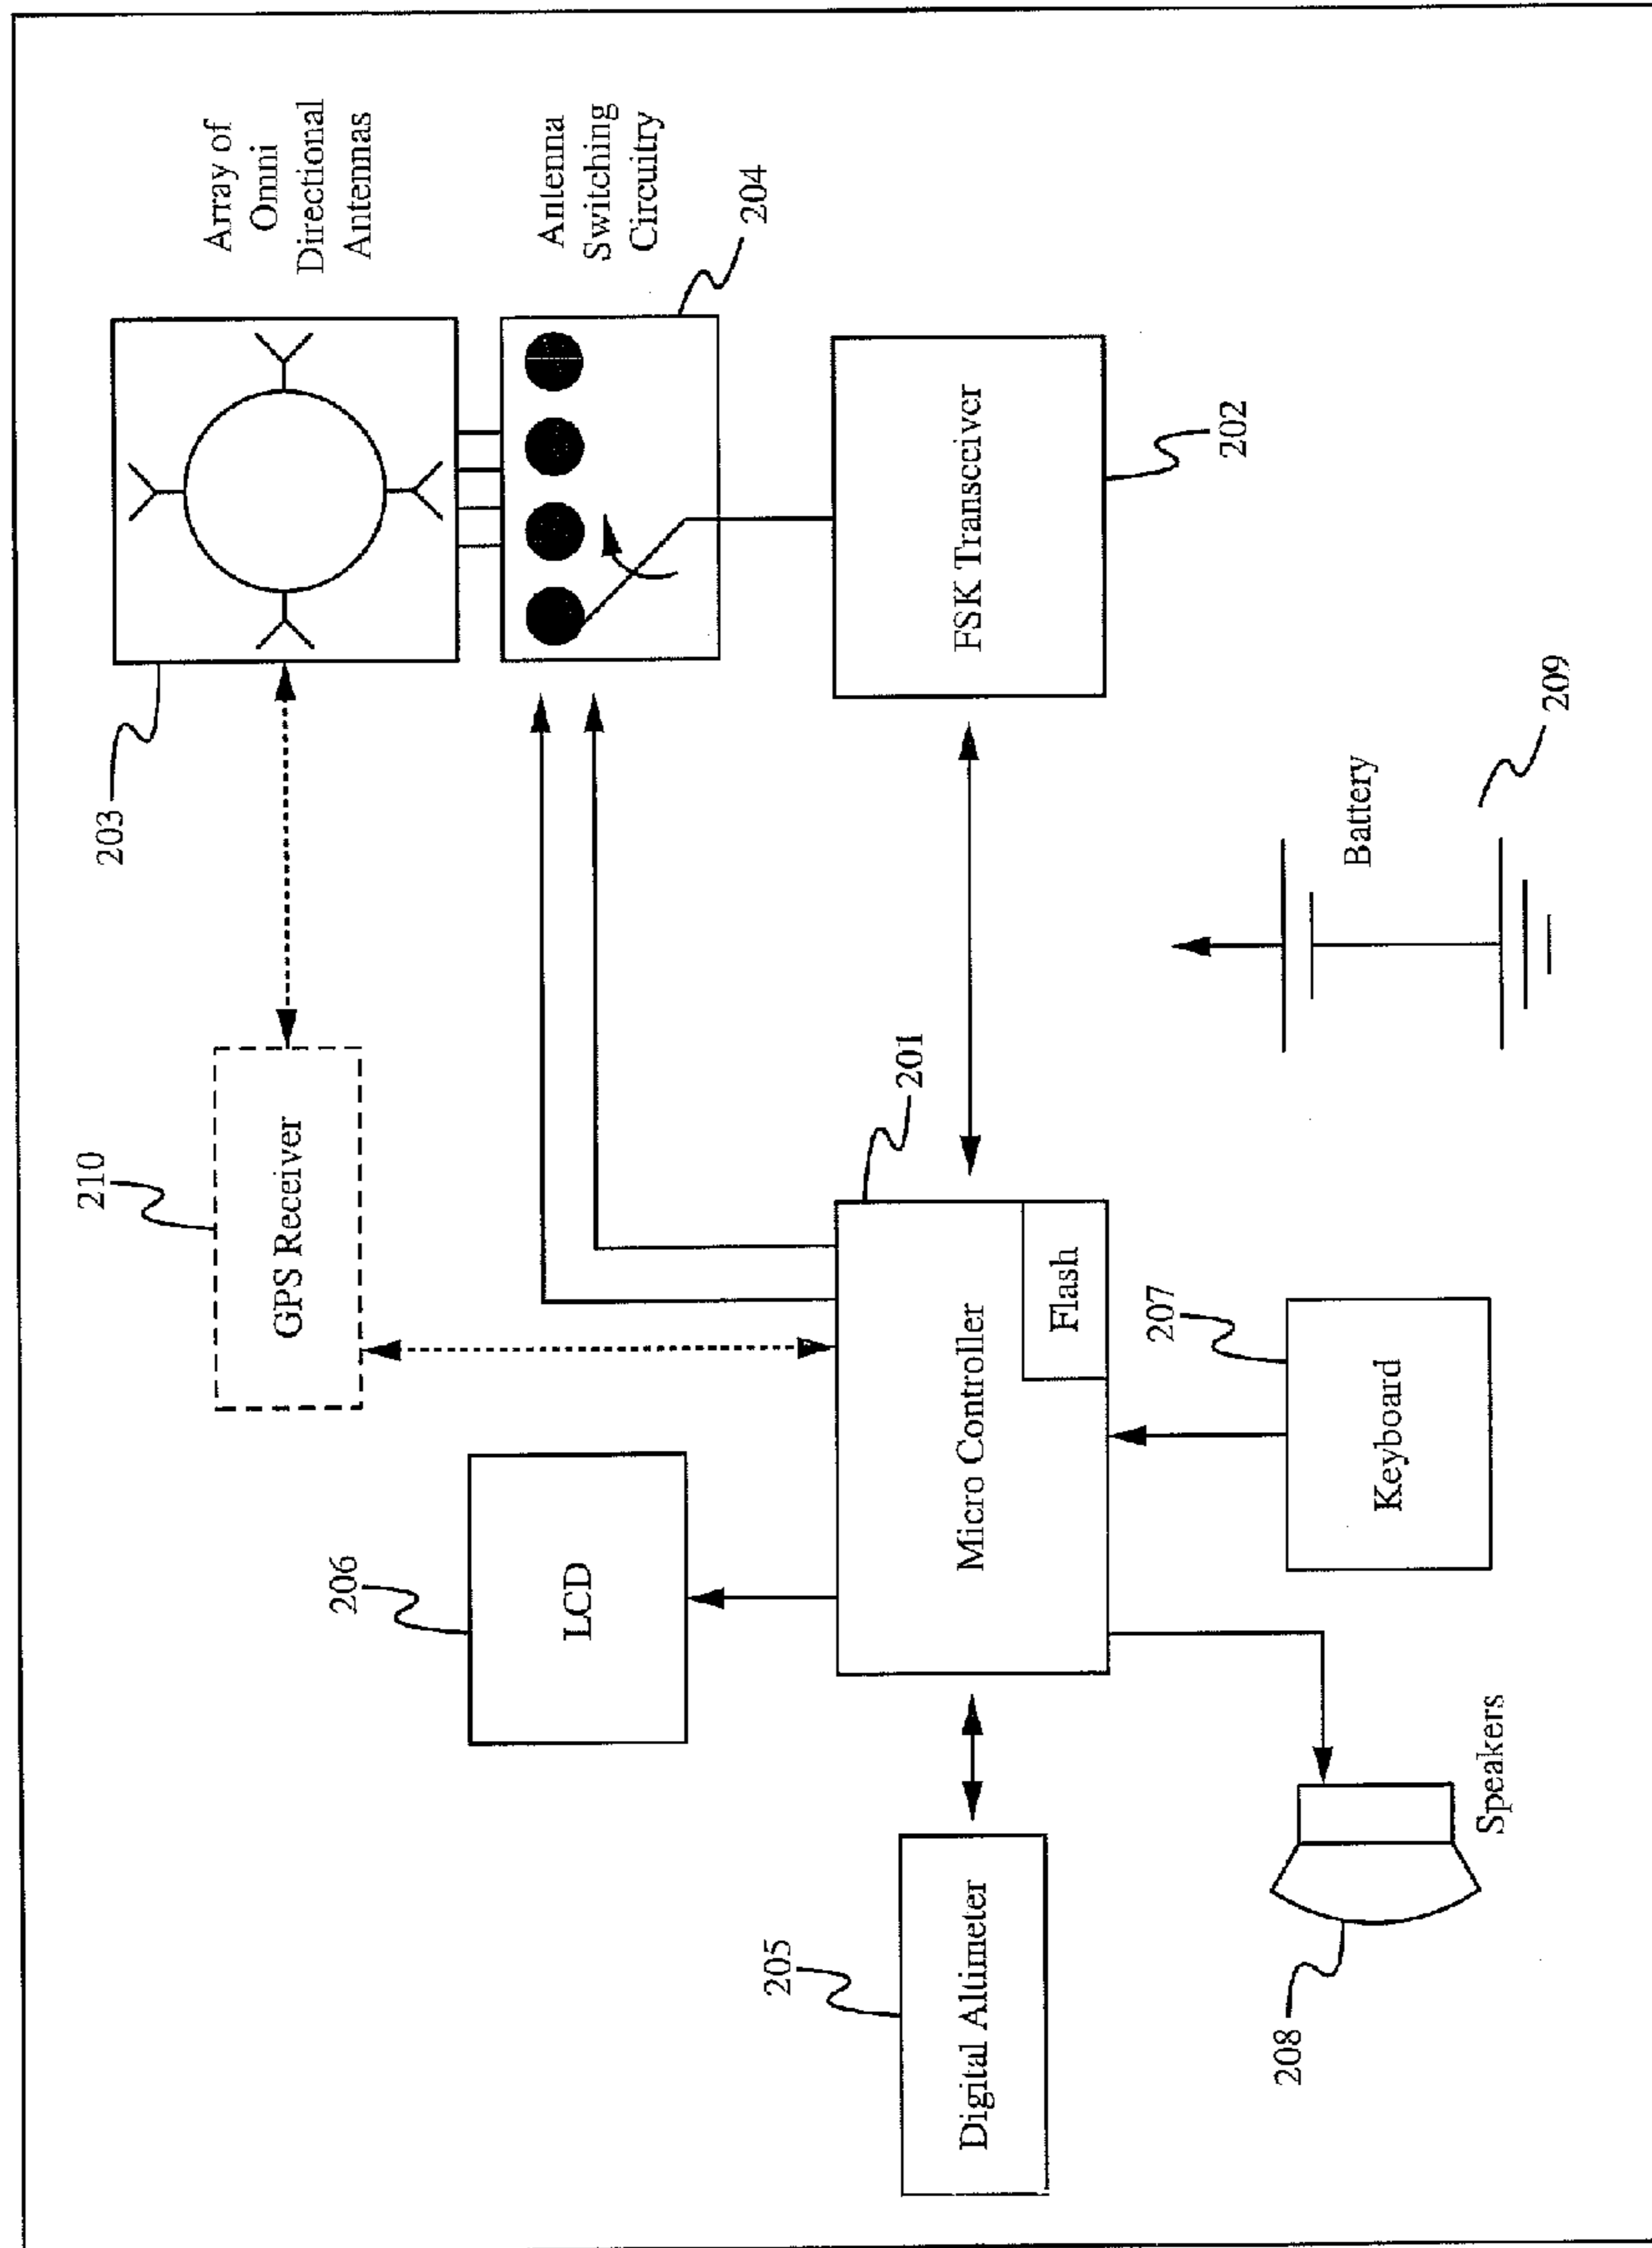 Array of
Omni
Directional
Antennas
203
210
GPS Receiver
206
LCD
Antenna
Switching
Circuitry
204
205
Digital Altimeter
Micro Controller
Flash
201
FSK Transceiver
202
208
Speakers
207
Keyboard
Battery
209